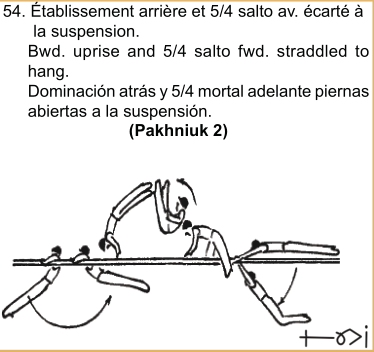 54. Établissement arrière et 5/4 salto av. écarté à
la suspension.
Bwd. uprise and 5/4 salto fwd. straddled to
hang.
Dominación atrás y 5/4 mortal adelante piernas
abiertas a la suspensión.
(Pakhniuk 2)